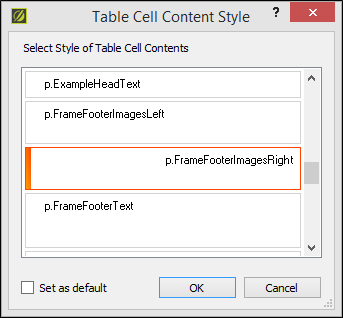 Table Cell Content Style
?
Select Style of Table Cell Contents
p.ExampleHeadText
p.FrameFooterImagesLeft
p.FrameFooterImagesRight
p.FrameFooterText
Set as default
OK
Cancel